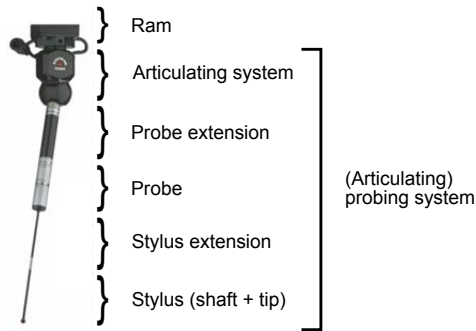 Ram
Articulating system
Probe extension
Probe
Stylus extension
Stylus (shaft + tip)
(Articulating)
probing system